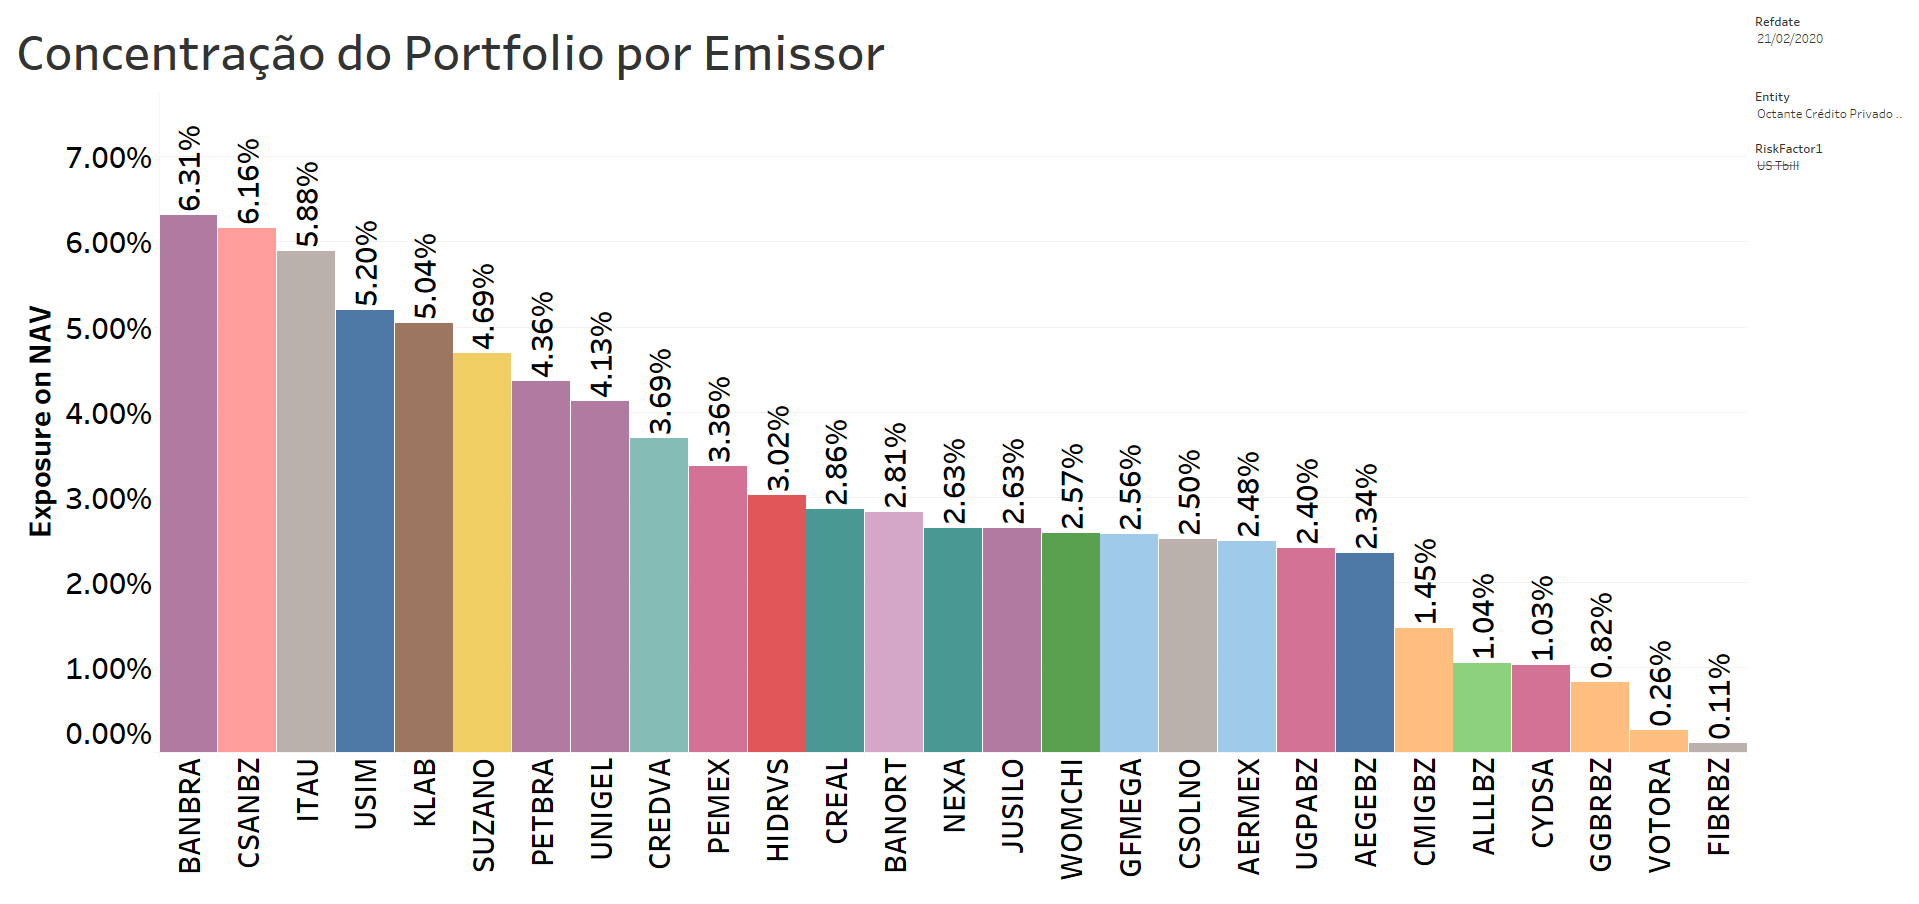 Concentração do Portfolio por Emissor
Refdate
21/02/2020
Entity
Octante Crédito Privado ..
RiskFactor1
US Tbill
Exposure on NAV
7.00%
6.00%
5.00%
4.00%
3.00%
2.00%
1.00%
0.00%
6.31%
6.16%
5.88%
5.20%
5.04%
4.69%
4.36%
4.13%
3.69%
3.36%
3.02%
2.86%
2.81%
2.63%
2.63%
2.57%
2.56%
2.50%
2.48%
2.40%
2.34%
1.45%
1.04%
1.03%
0.82%
0.26%
0.11%
BANBRA
CSANBZ
ITAU
USIM
KLAB
SUZANO
PETBRA
UNIGEL
CREDVA
PEMEX
HIDRVS
CREAL
BANORT
NEXA
JUSILO
WOMCHI
GFMEGA
CSOLNO
AERMEX
UGPABZ
AEGEBZ
CMIGBZ
ALLLBZ
CYDSA
GGBRBZ
VOTORA
FIBRBZ